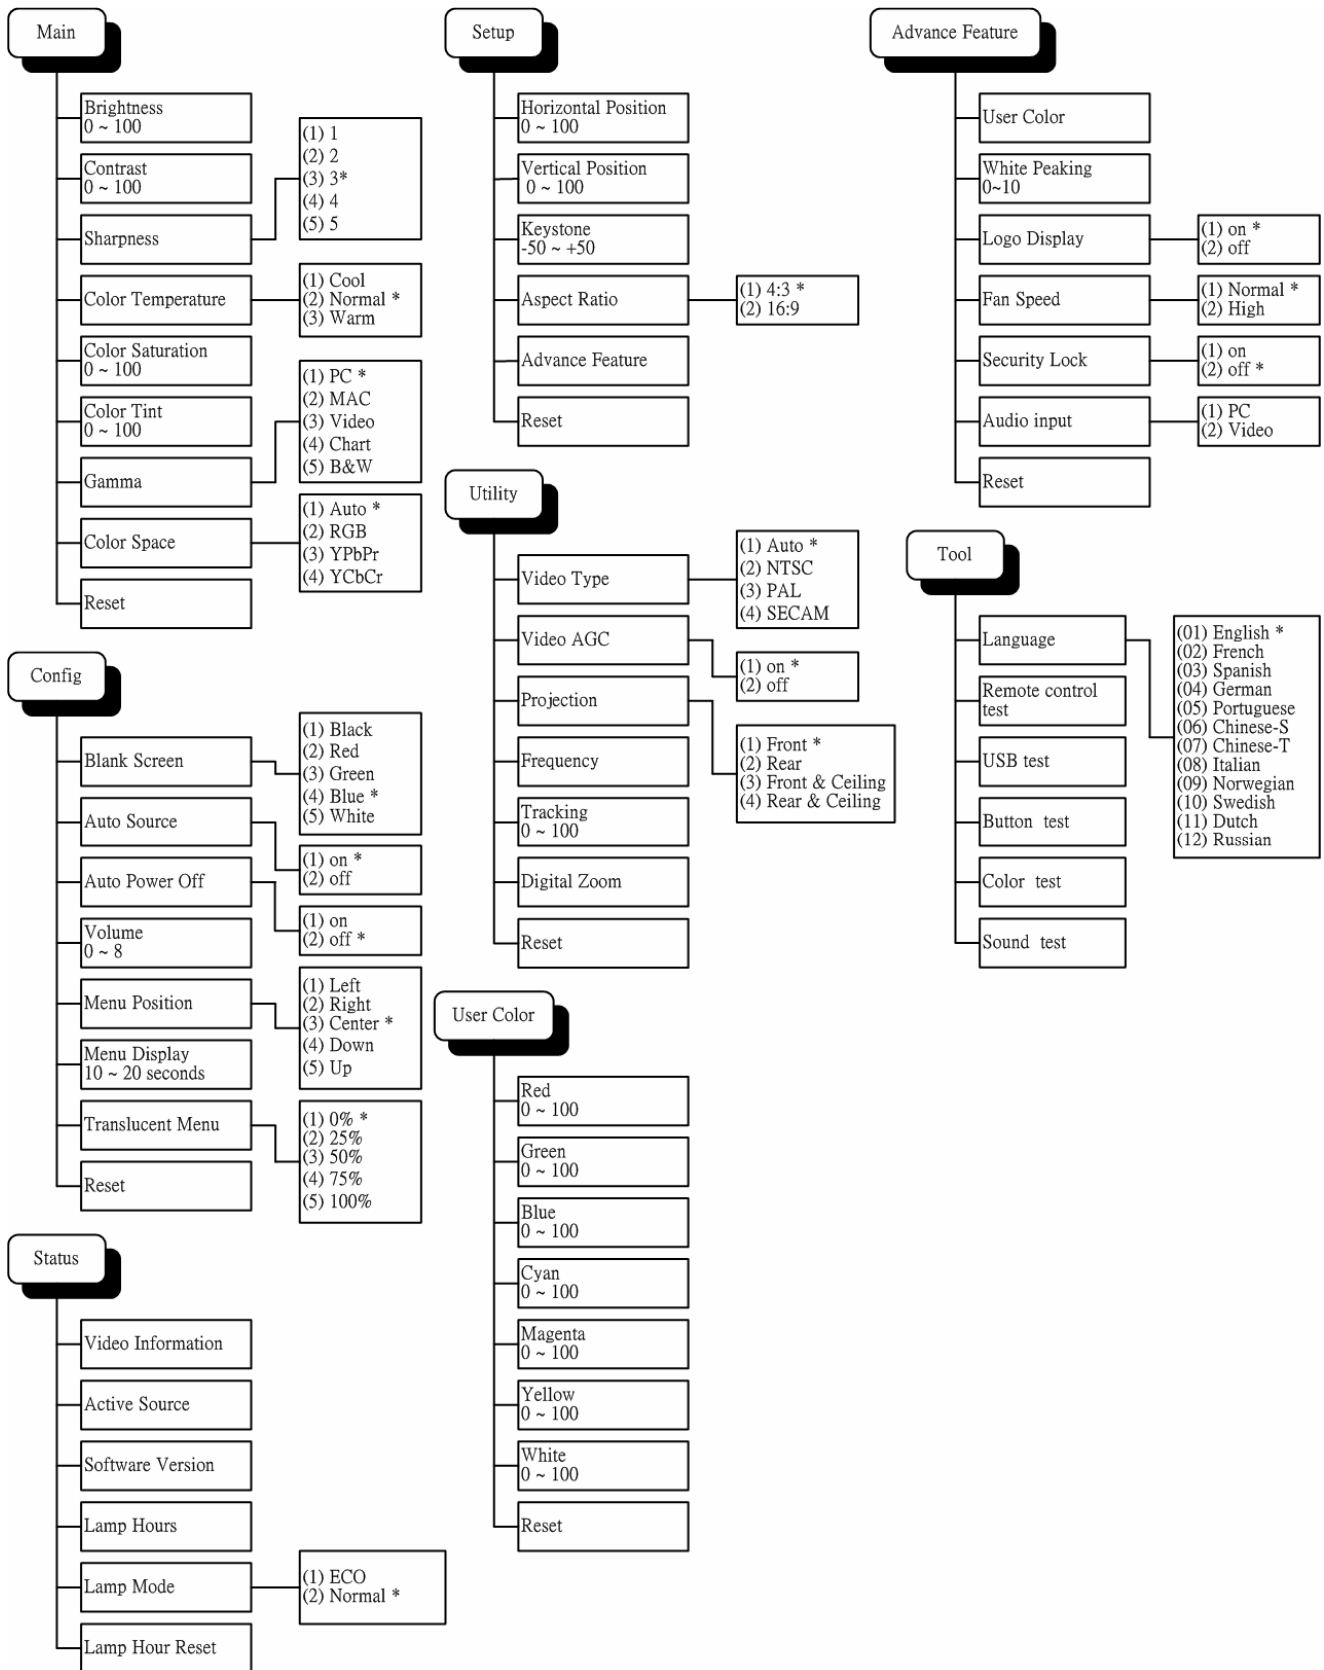 Main
Brightness
0 ~ 100
Contrast
0 ~ 100
Sharpness
(1) 1
(2) 2
(3) 3*
(4) 4
(5) 5
Color Temperature
(1) Cool
(2) Normal *
(3) Warm
Color Saturation
0 ~ 100
Color Tint
0 ~ 100
Gamma
(1) PC *
(2) MAC
(3) Video
(4) Chart
(5) B&W
Color Space
(1) Auto *
(2) RGB
(3) YPbPr
(4) YCbCr
Reset
Config
Blank Screen
(1) Black
(2) Red
(3) Green
(4) Blue *
(5) White
Auto Source
(1) on *
(2) off
Auto Power Off
(1) on
(2) off *
Volume
0 ~ 8
Menu Position
(1) Left
(2) Right
(3) Center *
(4) Down
(5) Up
Menu Display
10 ~ 20 seconds
Translucent Menu
(1) 0% *
(2) 25%
(3) 50%
(4) 75%
(5) 100%
Reset
Status
Video Information
Active Source
Software Version
Lamp Hours
Lamp Mode
(1) ECO
(2) Normal *
Lamp Hour Reset
Setup
Horizontal Position
0 ~ 100
Vertical Position
0 ~ 100
Keystone
-50 ~ +50
Aspect Ratio
(1) 4:3 *
(2) 16:9
Advance Feature
Reset
Utility
Video Type
(1) Auto *
(2) NTSC
(3) PAL
(4) SECAM
Video AGC
(1) on *
(2) off
Projection
(1) Front *
(2) Rear
(3) Front & Ceiling
(4) Rear & Ceiling
Frequency
Tracking
0 ~ 100
Digital Zoom
Reset
User Color
Red
0 ~ 100
Green
0 ~ 100
Blue
0 ~ 100
Cyan
0 ~ 100
Magenta
0 ~ 100
Yellow
0 ~ 100
White
0 ~ 100
Reset
Advance Feature
User Color
White Peaking
0~10
Logo Display
(1) on *
(2) off
Fan Speed
(1) Normal *
(2) High
Security Lock
(1) on
(2) off *
Audio input
(1) PC
(2) Video
Reset
Tool
Language
(01) English *
(02) French
(03) Spanish
(04) German
(05) Portuguese
(06) Chinese-S
(07) Chinese-T
(08) Italian
(09) Norwegian
(10) Swedish
(11) Dutch
(12) Russian
Remote control
test
USB test
Button test
Color test
Sound test